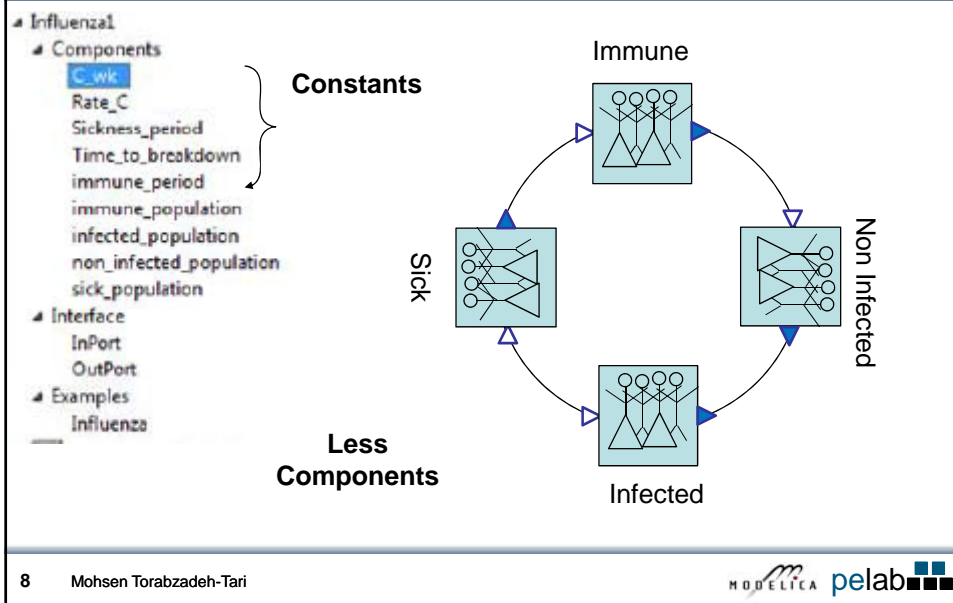 Influenza1
Components
C_wk
Rate_C
Sickness_period
Time_to_breakdown
immune_period
immune_population
infected_population
non_infected_population
sick_population
Interface
InPort
OutPort
Examples
Influenza
Constants
Less
Components
Immune
Non Infected
Sick
Infected
8 Mohsen Torabzadeh-Tari
MODELICA pelab